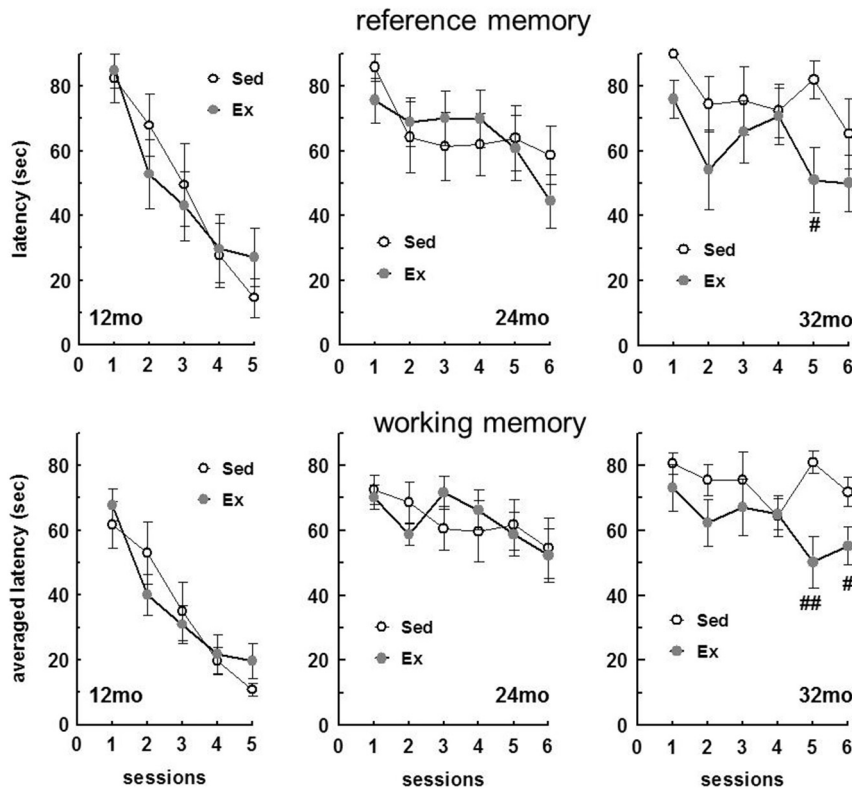 reference memory
latency (sec)
80
60
40
20
0
Sed
Ex
12mo
0 1 2 3 4 5
80
60
40
20
0
Sed
Ex
24mo
0 1 2 3 4 5 6
80
60
40
20
0
#
Sed
Ex
32mo
0 1 2 3 4 5 6
working memory
averaged latency (sec)
80
60
40
20
0
Sed
Ex
12mo
0 1 2 3 4 5
sessions
80
60
40
20
0
Sed
Ex
24mo
0 1 2 3 4 5 6
sessions
80
60
40
20
0
## #
Sed
Ex
32mo
0 1 2 3 4 5 6
sessions